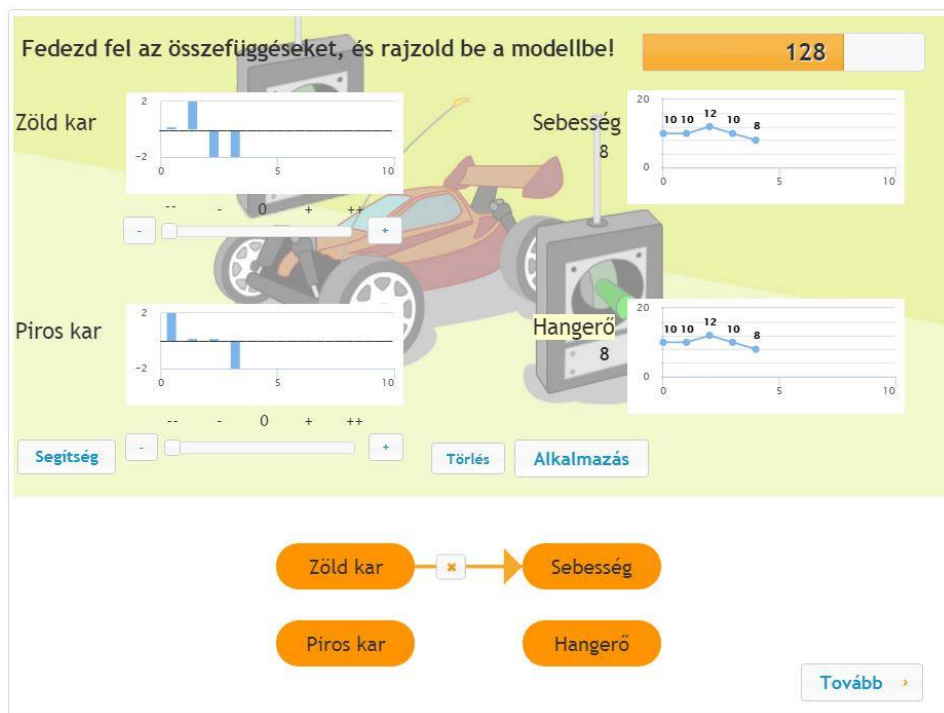 Fedezd fel az összefüggéseket, és rajzold be a modellbe!
128
Zöld kar
2
-2
0 5 10
-- - 0 + ++
- +
Sebesség
8
20
10 10 12 10 8
0
0 5 10
Piros kar
2
-2
0 5 10
-- - 0 + ++
- +
Hangerő
8
20
10 10 12 10 8
0
0 5 10
Segítség
Törlés
Alkalmazás
Zöld kar
Sebesség
Piros kar
Hangerő
Tovább ›